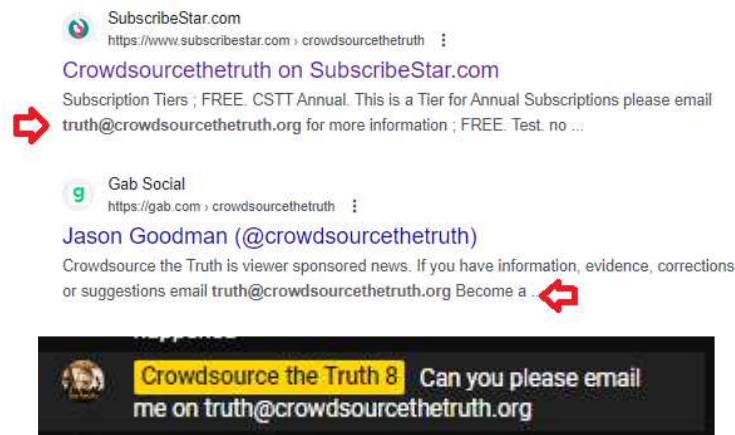 SubscribeStar.com
https://www.subscribestar.com › crowdsourcethetruth
Crowdsourcethetruth on SubscribeStar.com
Subscription Tiers ; FREE. CSTT Annual. This is a Tier for Annual Subscriptions please email
truth@crowdsourcethetruth.org for more information ; FREE. Test. no ...
g
Gab Social
https://gab.com › crowdsourcethetruth
Jason Goodman (@crowdsourcethetruth)
Crowdsource the Truth is viewer sponsored news. If you have information, evidence, corrections
or suggestions email truth@crowdsourcethetruth.org Become a ...
Crowdsource the Truth 8 Can you please email
me on truth@crowdsourcethetruth.org